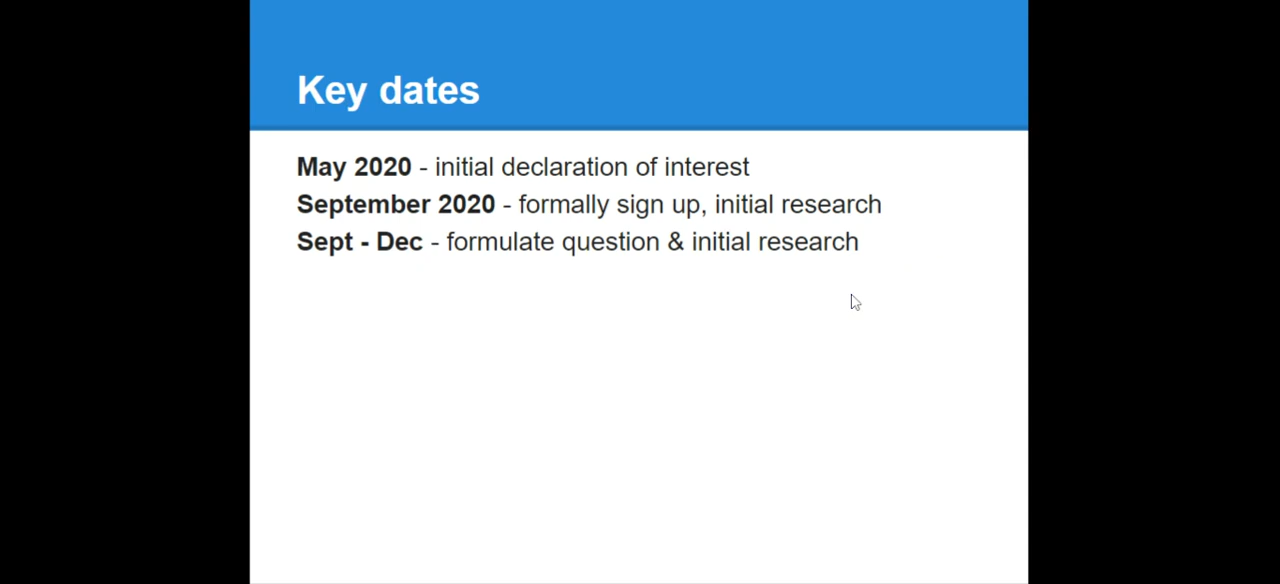 Key dates
May 2020 - initial declaration of interest
September 2020 - formally sign up, initial research
Sept - Dec - formulate question & initial research